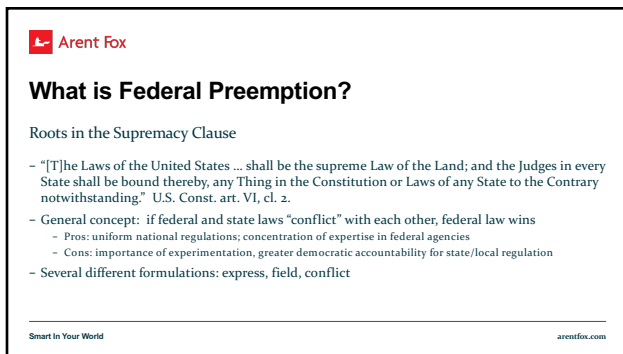 Arent Fox
What is Federal Preemption?
Roots in the Supremacy Clause
– “[T]he Laws of the United States ... shall be the supreme Law of the Land; and the Judges in every
State shall be bound thereby, any Thing in the Constitution or Laws of any State to the Contrary
notwithstanding.” U.S. Const. art. VI, cl. 2.
– General concept: if federal and state laws “conflict” with each other, federal law wins
– Pros: uniform national regulations; concentration of expertise in federal agencies
– Cons: importance of experimentation, greater democratic accountability for state/local regulation
– Several different formulations: express, field, conflict
Smart In Your World arentfox.com